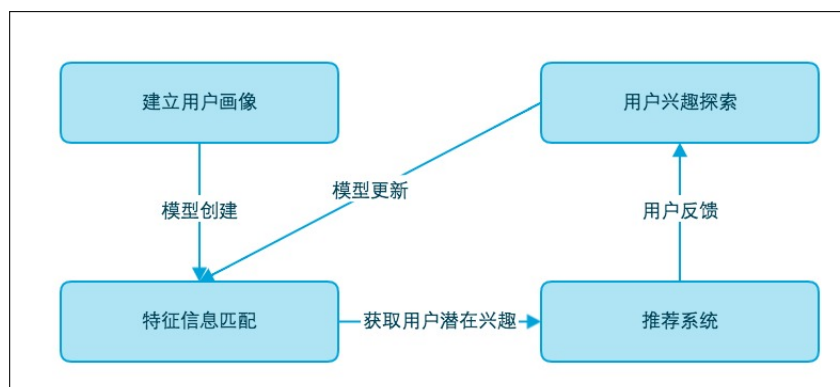 建立用户画像
用户兴趣探索
模型更新
模型创建
用户反馈
特征信息匹配
获取用户潜在兴趣
推荐系统